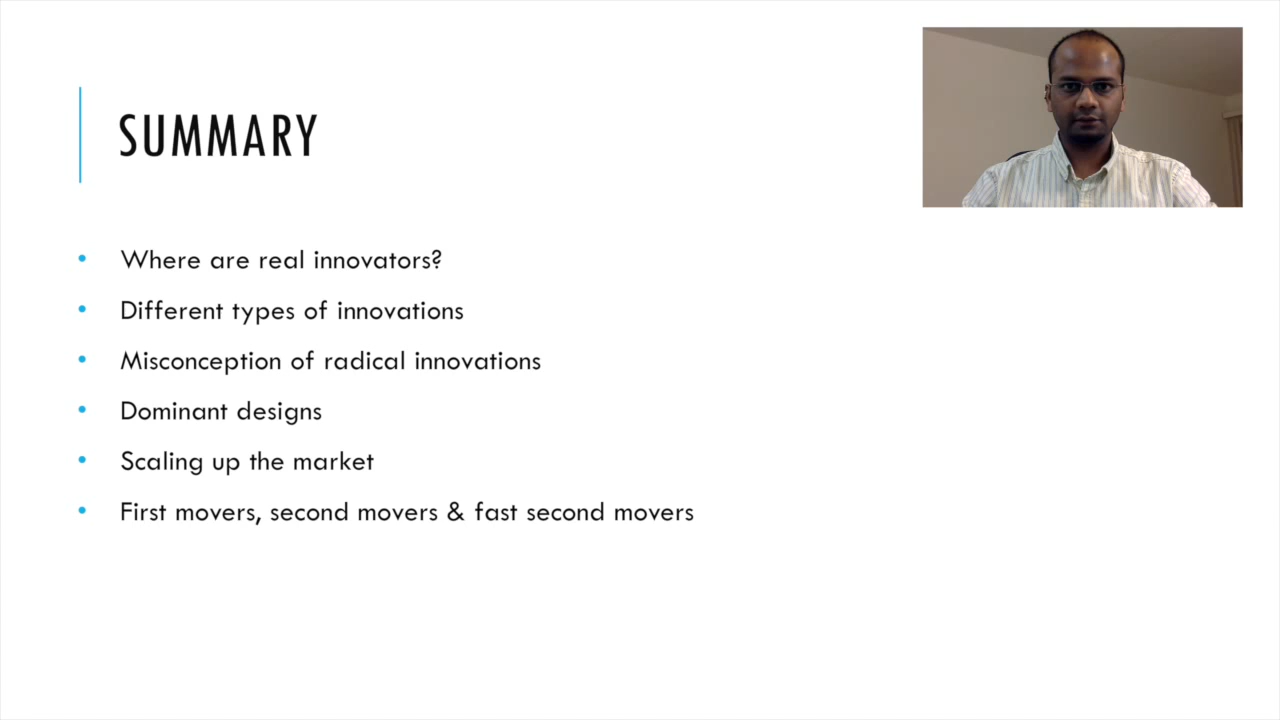 SUMMARY
• Where are real innovators?
• Different types of innovations
• Misconception of radical innovations
• Dominant designs
• Scaling up the market
• First movers, second movers & fast second movers